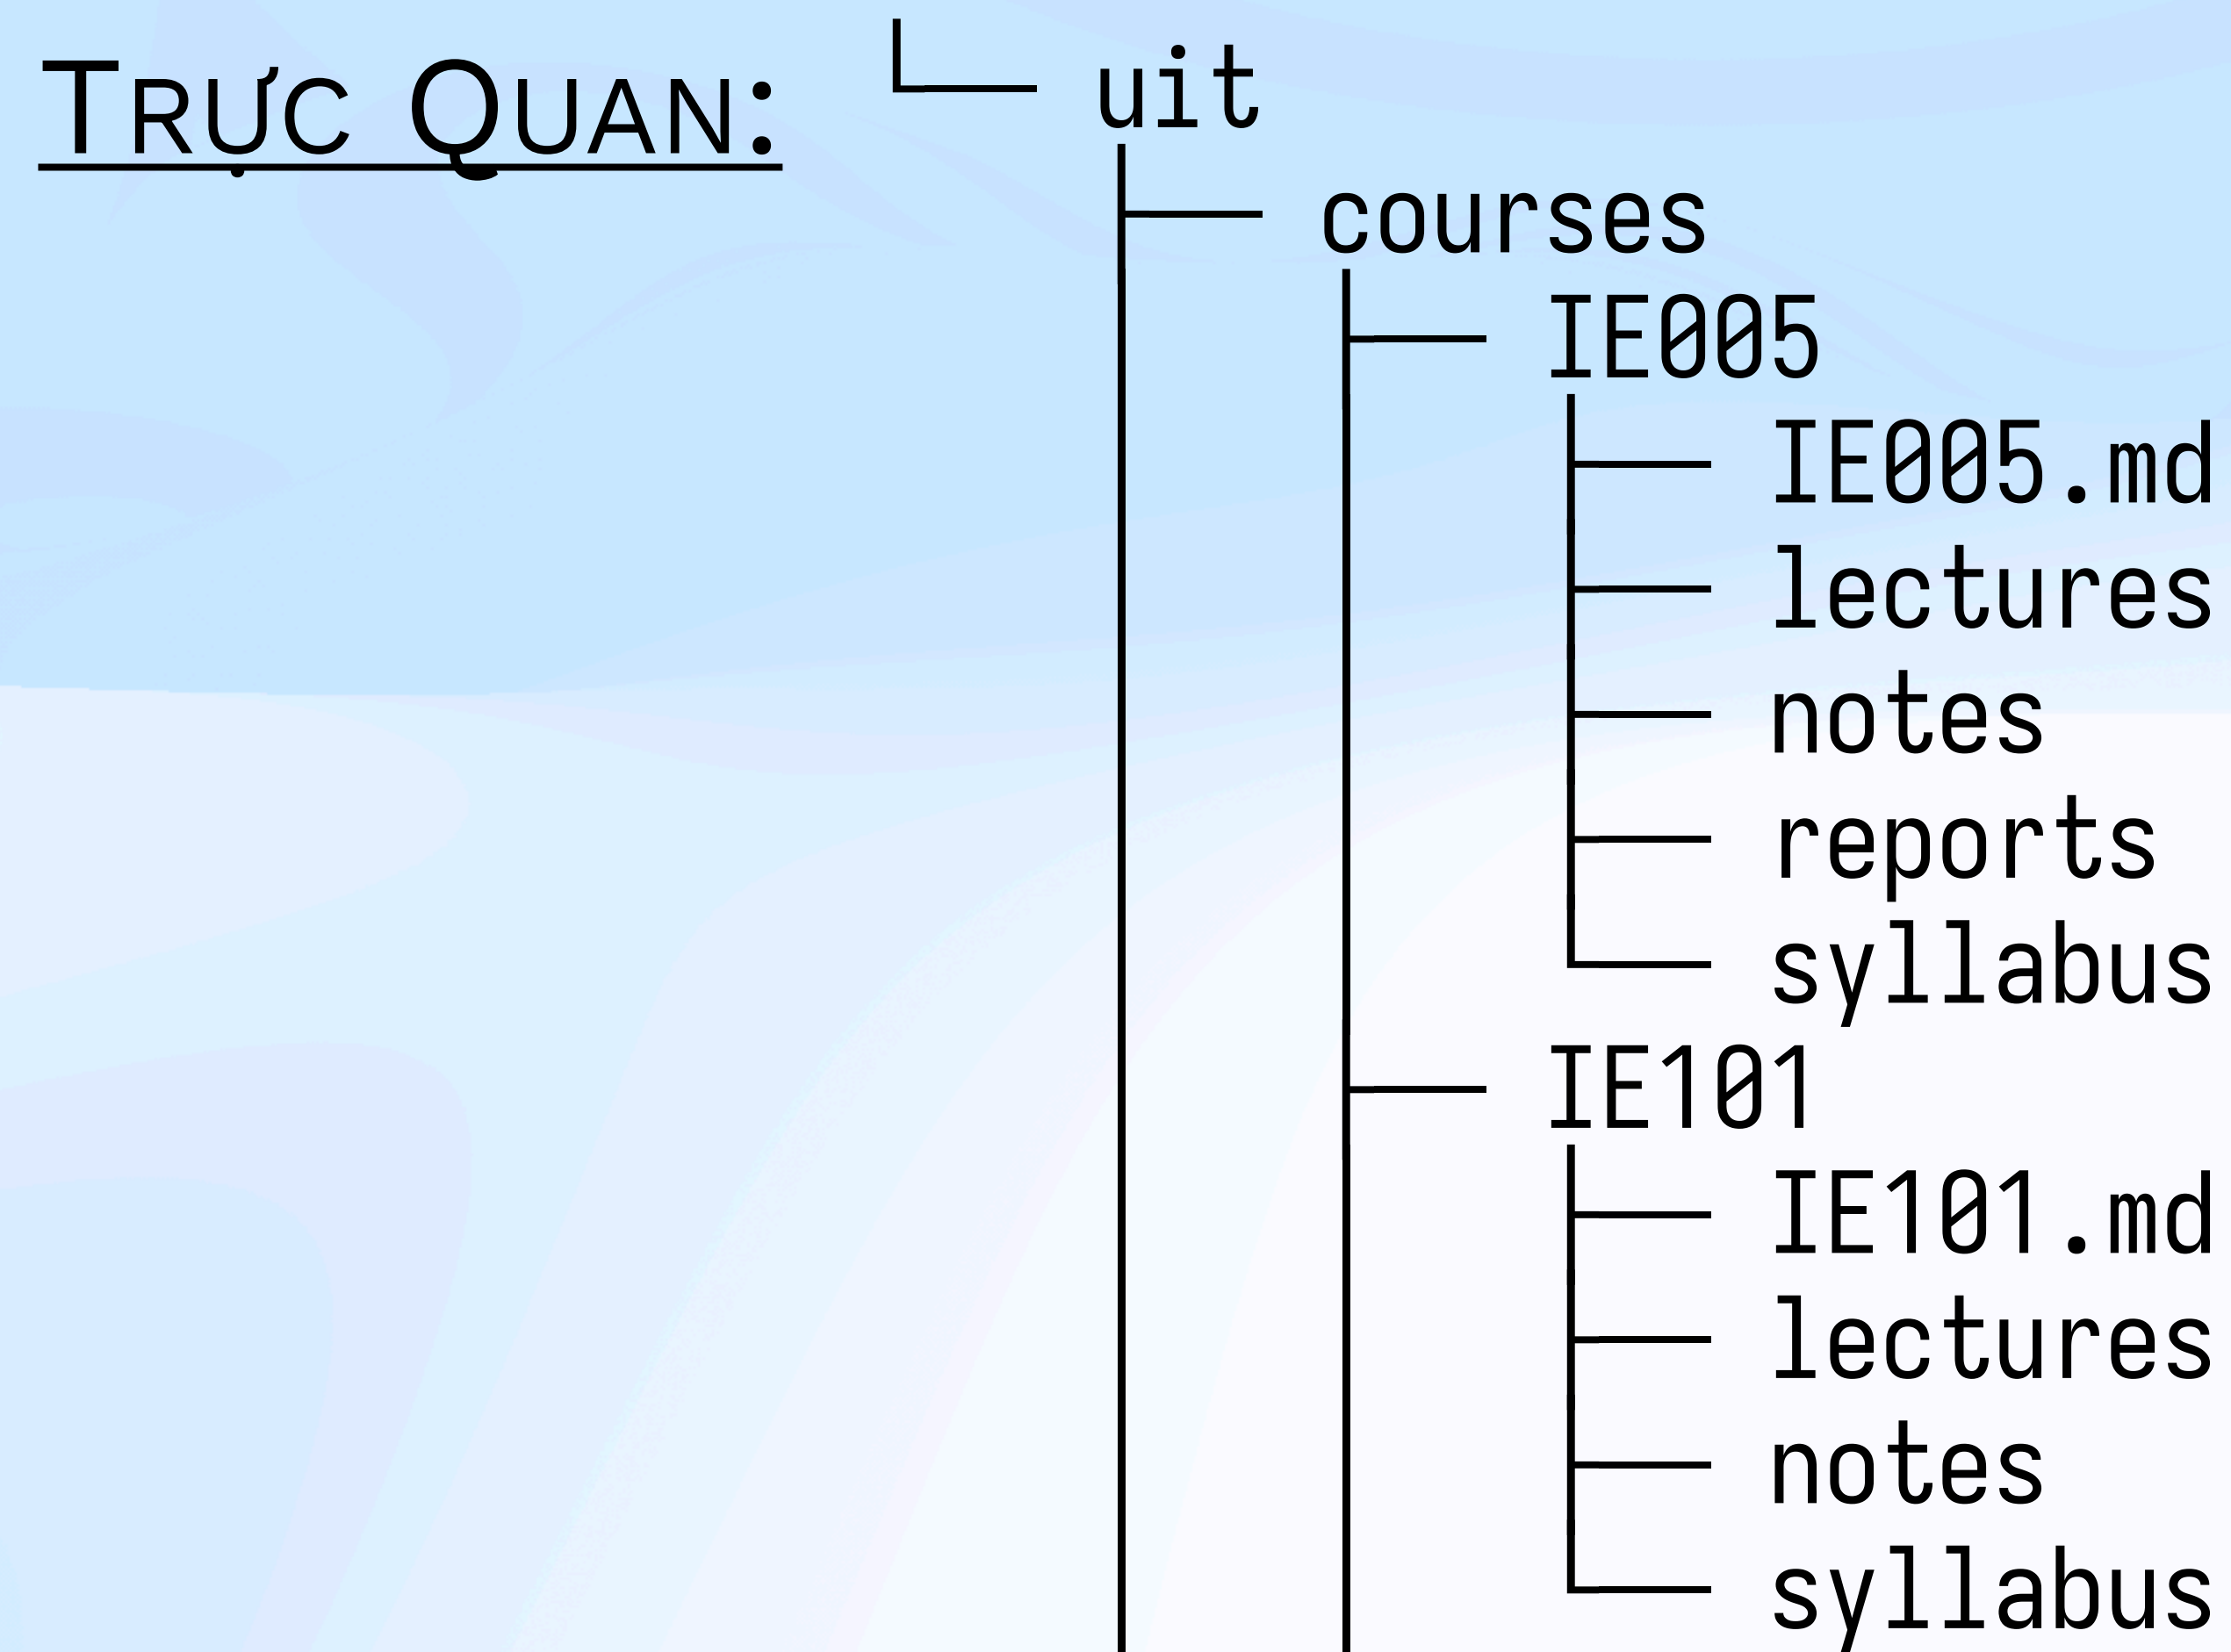 TRỰC QUAN:
uit
courses
IE005
IE005.md
lectures
notes
reports
syllabus
IE101
IE101.md
lectures
notes
syllabus